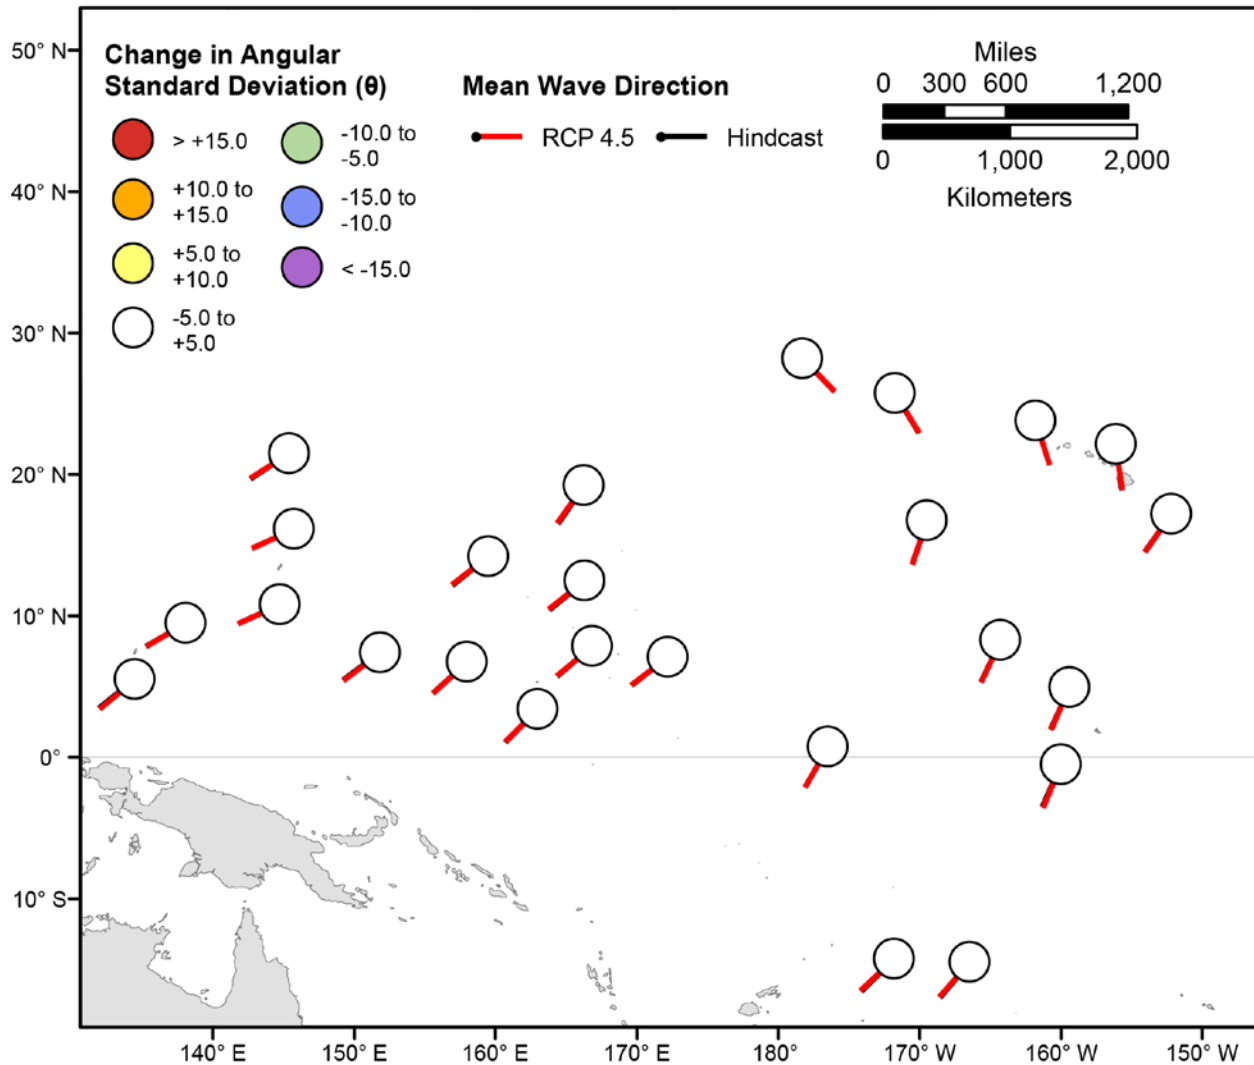 Change in Angular
Standard Deviation (θ)
> +15.0
+10.0 to
+15.0
+5.0 to
+10.0
-5.0 to
+5.0
-10.0 to
-5.0
-15.0 to
-10.0
< -15.0
Mean Wave Direction
RCP 4.5
Hindcast
Miles
0 300 600 1,200
0 1,000 2,000
Kilometers
50° N
40° N
30° N
20° N
10° N
0°
10° S
140° E 150° E 160° E 170° E 180° 170° W 160° W 150° W